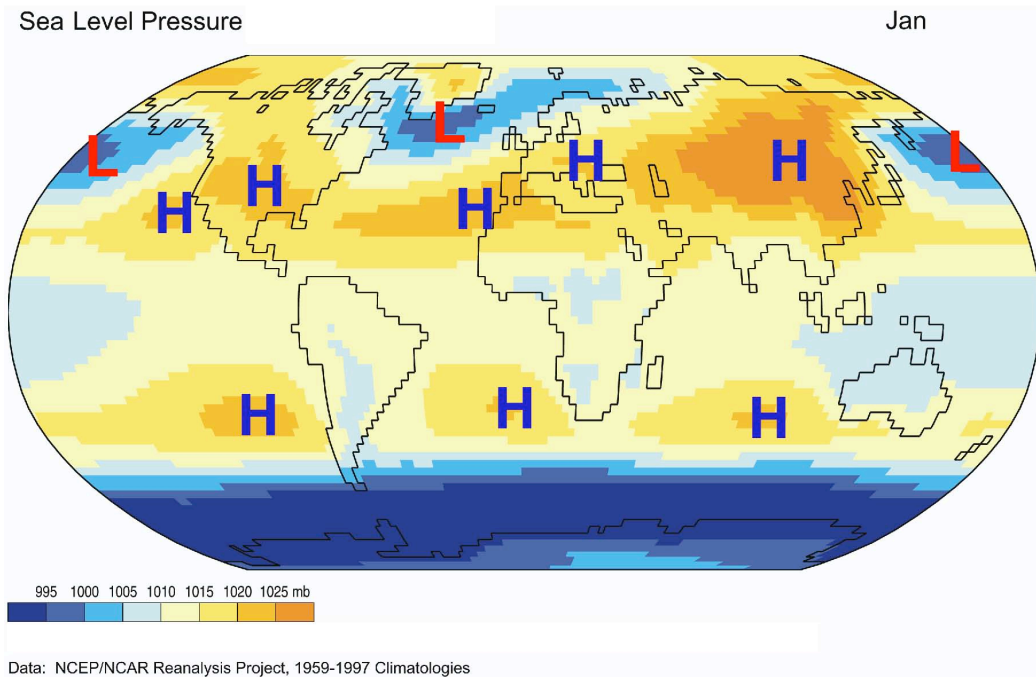 Sea Level Pressure Jan
L
L
L
H
H
H
H
H
H
H
H
995 1000 1005 1010 1015 1020 1025 mb
Data: NCEP/NCAR Reanalysis Project, 1959-1997 Climatologies